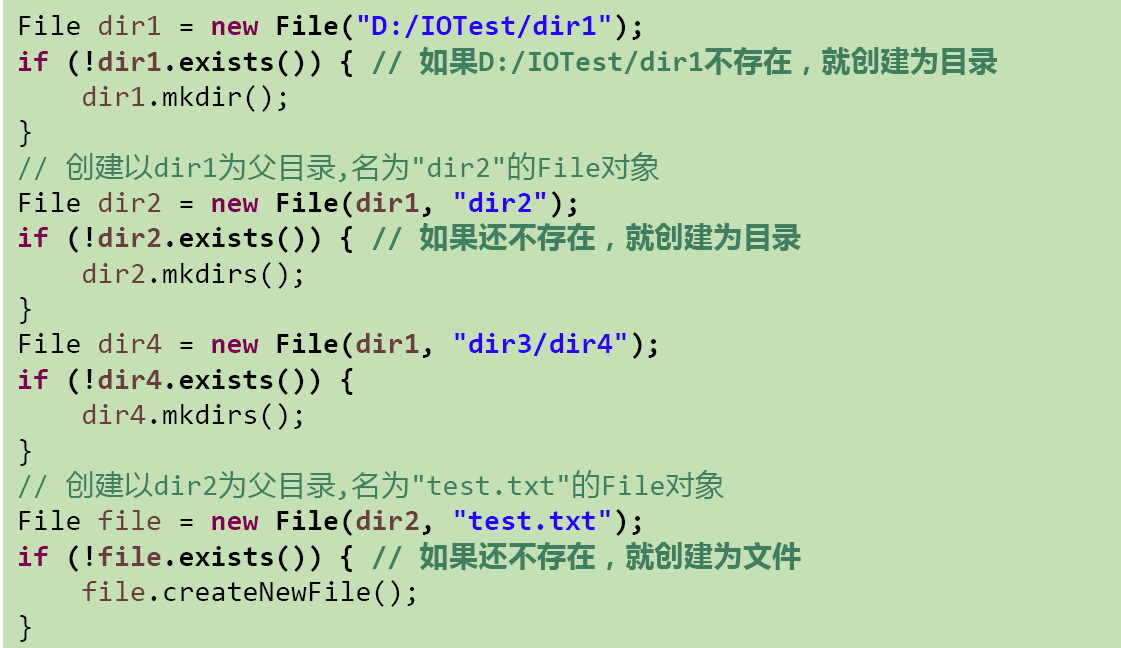 File dir1 = new File("D:/IOTest/dir1");
if (!dir1.exists()) { // 如果D:/IOTest/dir1不存在，就创建为目录
    dir1.mkdir();
}
// 创建以dir1为父目录,名为"dir2"的File对象
File dir2 = new File(dir1, "dir2");
if (!dir2.exists()) { // 如果还不存在，就创建为目录
    dir2.mkdirs();
}
File dir4 = new File(dir1, "dir3/dir4");
if (!dir4.exists()) {
    dir4.mkdirs();
}
// 创建以dir2为父目录,名为"test.txt"的File对象
File file = new File(dir2, "test.txt");
if (!file.exists()) { // 如果还不存在，就创建为文件
    file.createNewFile();
}